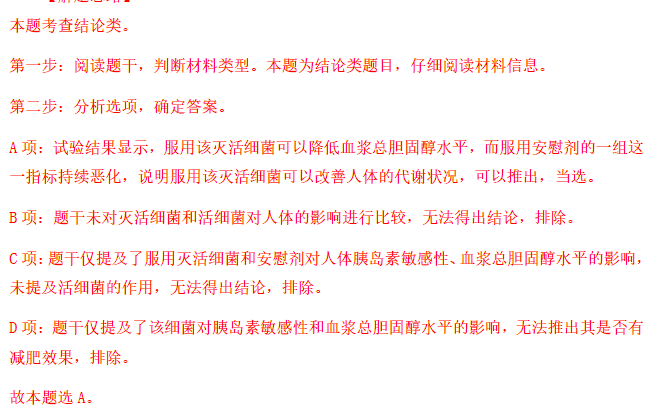 【解题思路】
本题考查结论类。
第一步：阅读题干，判断材料类型。本题为结论类题目，仔细阅读材料信息。
第二步：分析选项，确定答案。
A 项：试验结果显示，服用该灭活细菌可以降低血浆总胆固醇水平，而服用安慰剂的一组这
一指标持续恶化，说明服用该灭活细菌可以改善人体的代谢状况，可以推出，当选。
B 项：题干未对灭活细菌和活细菌对人体的影响进行比较，无法得出结论，排除。
C 项：题干仅提及了服用灭活细菌和安慰剂对人体胰岛素敏感性、血浆总胆固醇水平的影响，
未提及活细菌的作用，无法得出结论，排除。
D 项：题干仅提及了该细菌对胰岛素敏感性和血浆总胆固醇水平的影响，无法推出其是否有
减肥效果，排除。
故本题选 A。